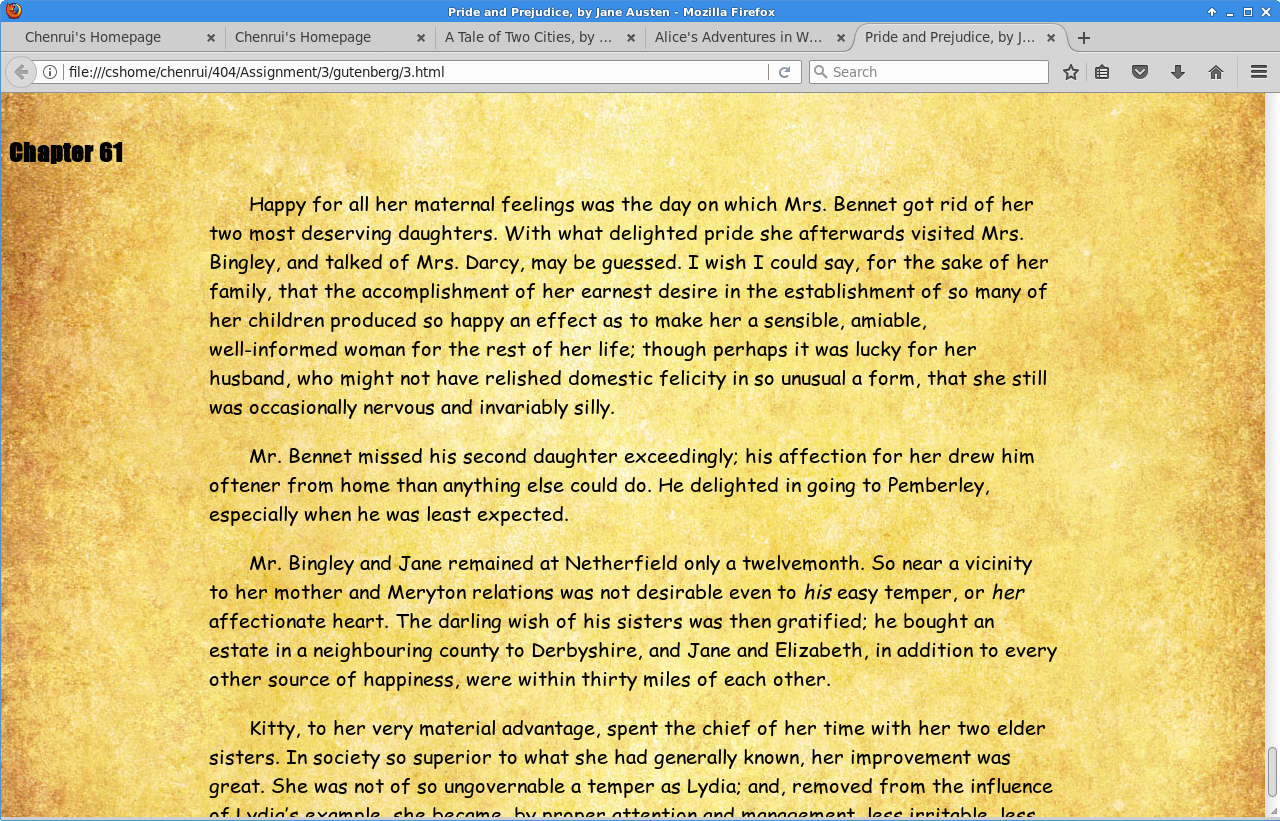 Pride and Prejudice, by Jane Austen - Mozilla Firefox
Chenrui's Homepage
Chenrui's Homepage
A Tale of Two Cities, by ...
Alice's Adventures in W...
Pride and Prejudice, by J...
file:///cshome/chenrui/404/Assignment/3/gutenberg/3.html
Search
Chapter 61
Happy for all her maternal feelings was the day on which Mrs. Bennet got rid of her
two most deserving daughters. With what delighted pride she afterwards visited Mrs.
Bingley, and talked of Mrs. Darcy, may be guessed. I wish I could say, for the sake of her
family, that the accomplishment of her earnest desire in the establishment of so many of
her children produced so happy an effect as to make her a sensible, amiable,
well-informed woman for the rest of her life; though perhaps it was lucky for her
husband, who might not have relished domestic felicity in so unusual a form, that she still
was occasionally nervous and invariably silly.
Mr. Bennet missed his second daughter exceedingly; his affection for her drew him
oftener from home than anything else could do. He delighted in going to Pemberley,
especially when he was least expected.
Mr. Bingley and Jane remained at Netherfield only a twelvemonth. So near a vicinity
to her mother and Meryton relations was not desirable even to his easy temper, or her
affectionate heart. The darling wish of his sisters was then gratified; he bought an
estate in a neighbouring county to Derbyshire, and Jane and Elizabeth, in addition to every
other source of happiness, were within thirty miles of each other.
Kitty, to her very material advantage, spent the chief of her time with her two elder
sisters. In society so superior to what she had generally known, her improvement was
great. She was not of so ungovernable a temper as Lydia; and, removed from the influence
of Lydia's example, she became, by proper attention and management, less irritable, less